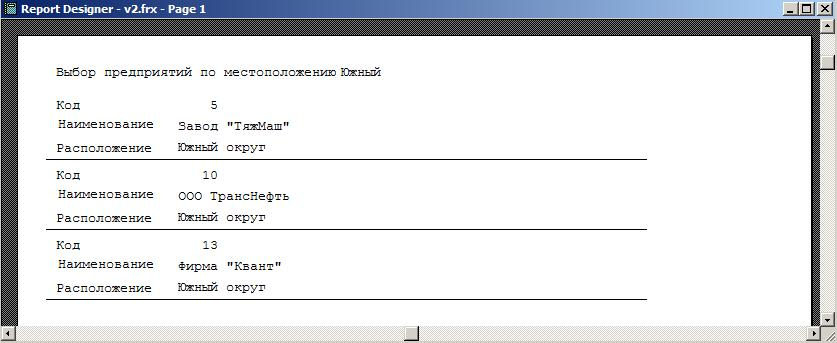 Report Designer - v2.frx - Page 1
Выбор предприятий по местоположению Южный
Код 5
Наименование Завод "ТяжМаш"
Расположение Южный округ
Код 10
Наименование ООО ТрансНефть
Расположение Южный округ
Код 13
Наименование Фирма "Квант"
Расположение Южный округ